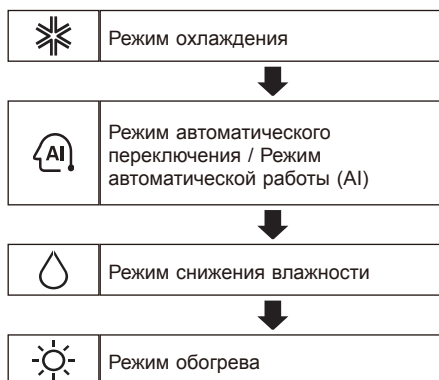 Режим охлаждения
AI
Режим автоматического
переключения / Режим
автоматической работы (AI)
Режим снижения влажности
Режим обогрева